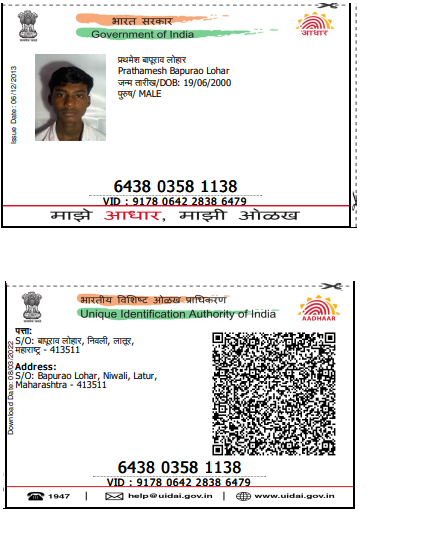 भारत सरकार
Government of India
आधार
Issue Date: 06/12/2013
प्रथमेश बापूराव लोहार
Prathamesh Bapurao Lohar
जन्म तारीख/DOB: 19/06/2000
पुरुष/ MALE
6438 0358 1138
VID : 9178 0642 2838 6479
माझे आधार, माझी ओळख
भारतीय विशिष्ट ओळख प्राधिकरण
Unique Identification Authority of India
AADHAAR
Download Date: 08/03/2022
पत्ता:
S/O: बापूराव लोहार, निवली, लातूर,
महाराष्ट्र - 413511
Address:
S/O: Bapurao Lohar, Niwali, Latur,
Maharashtra - 413511
6438 0358 1138
VID : 9178 0642 2838 6479
1947 | help@uidai.gov.in | www.uidai.gov.in